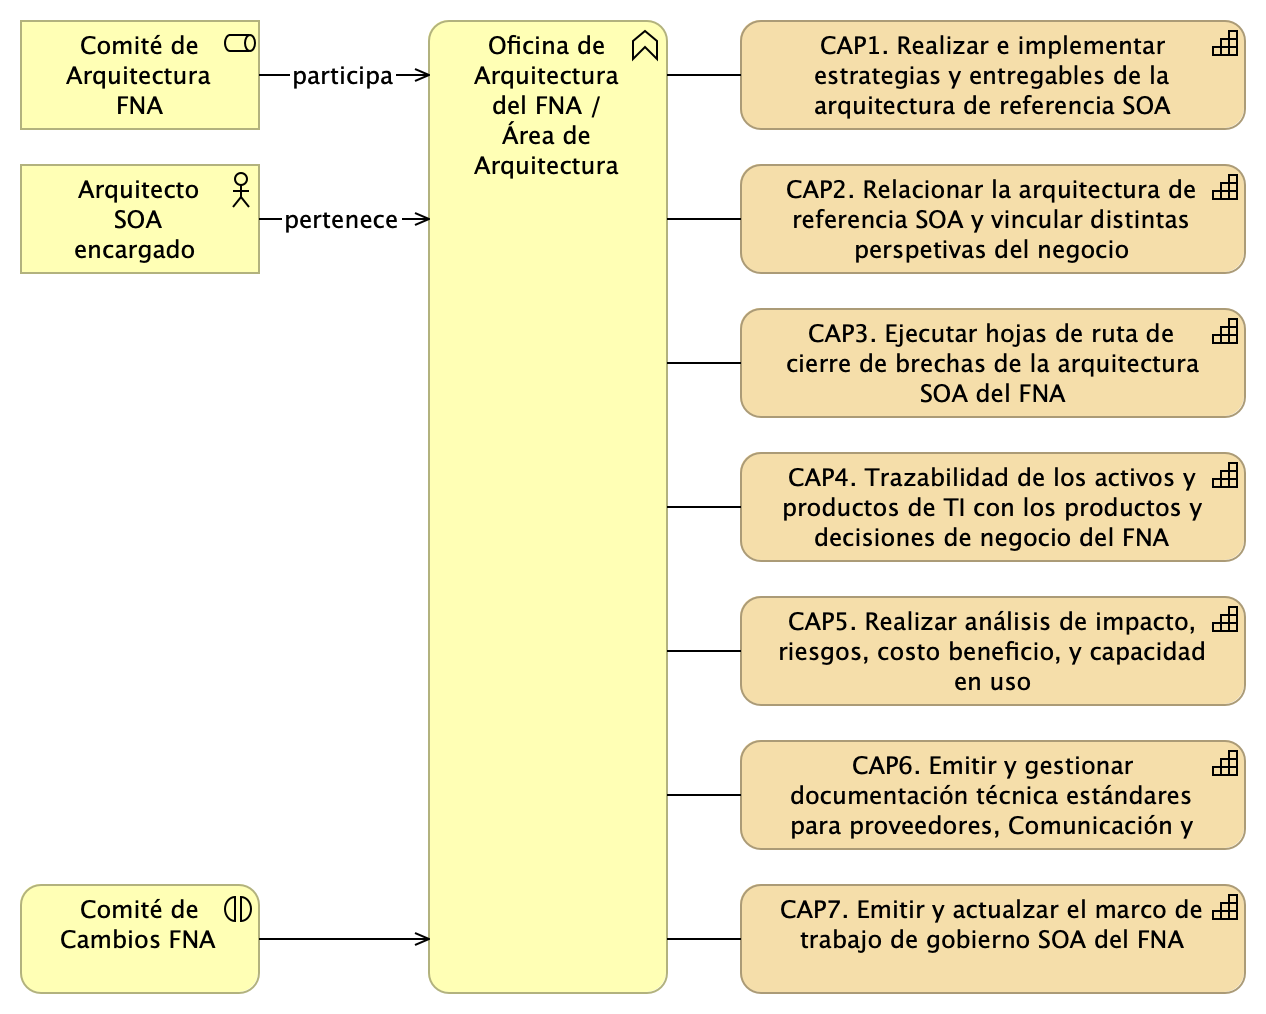 Comité de
Arquitectura
FNA
participa
Arquitecto
SOA
encargado
pertenece
Comité de
Cambios FNA
Oficina de
Arquitectura
del FNA /
Área de
Arquitectura
CAP1. Realizar e implementar
estrategias y entregables de la
arquitectura de referencia SOA
CAP2. Relacionar la arquitectura de
referencia SOA y vincular distintas
perspetivas del negocio
CAP3. Ejecutar hojas de ruta de
cierre de brechas de la arquitectura
SOA del FNA
CAP4. Trazabilidad de los activos y
productos de TI con los productos y
decisiones de negocio del FNA
CAP5. Realizar análisis de impacto,
riesgos, costo beneficio, y capacidad
en uso
CAP6. Emitir y gestionar
documentación técnica estándares
para proveedores, Comunicación y
CAP7. Emitir y actualzar el marco de
trabajo de gobierno SOA del FNA